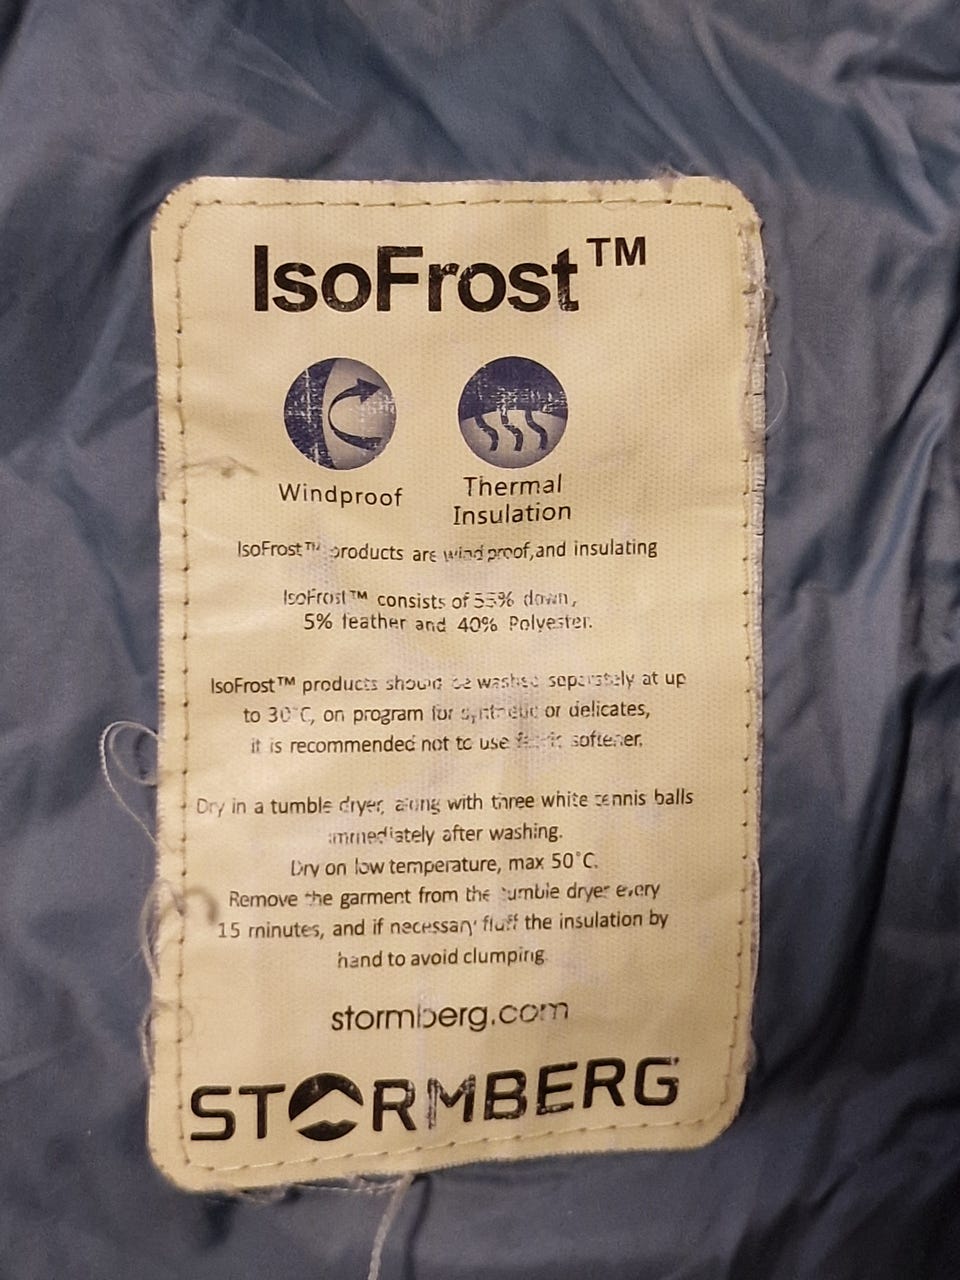 IsoFrost™
Windproof
Thermal
Insulation
IsoFrost™ products are windproof,and insulating
IsoFrost™ consists of 55% down,
5% feather and 40% Polyester.
IsoFrost™ products should be washed separately at up
to 30°C, on program for synthetic or delicates,
it is recommended not to use fabric softener.
Dry in a tumble dryer, along with three white tennis balls
immediately after washing.
Dry on low temperature, max 50°C.
Remove the garment from the tumble dryer every
15 minutes, and if necessary fluff the insulation by
hand to avoid clumping.
stormberg.com
STORMBERG